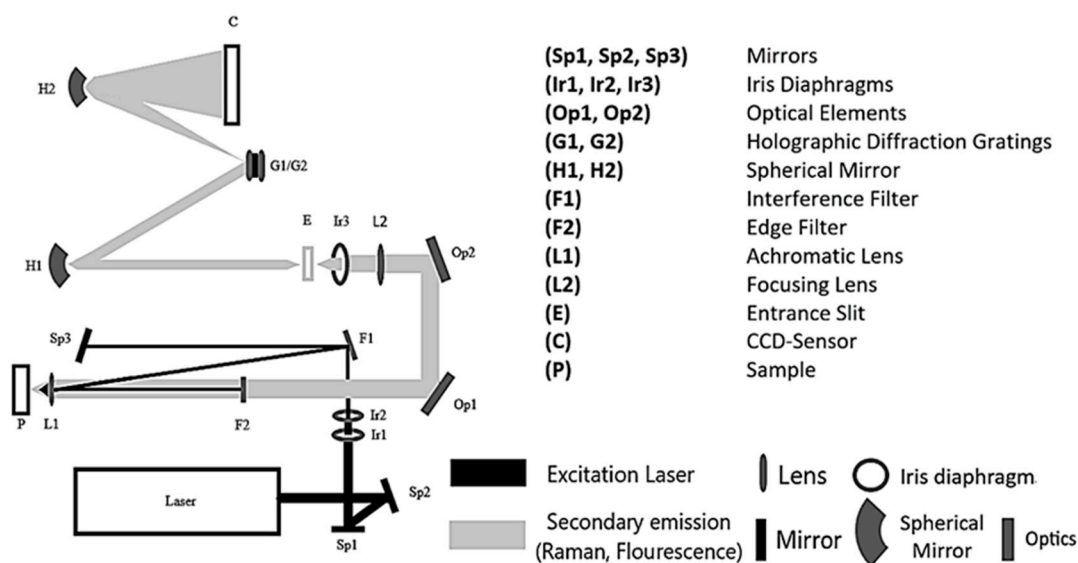 C
H2
G1/G2
E Ir3 L2
Op2
H1
Sp3
F1
P L1 F2
Op1
Ir2
Ir1
Laser
Sp2
Sp1
(Sp1, Sp2, Sp3) Mirrors
(Ir1, Ir2, Ir3) Iris Diaphragms
(Op1, Op2) Optical Elements
(G1, G2) Holographic Diffraction Gratings
(H1, H2) Spherical Mirror
(F1) Interference Filter
(F2) Edge Filter
(L1) Achromatic Lens
(L2) Focusing Lens
(E) Entrance Slit
(C) CCD-Sensor
(P) Sample
Excitation Laser
Lens
Iris diaphragm
Secondary emission
(Raman, Flourescence)
Mirror
Spherical
Mirror
Optics